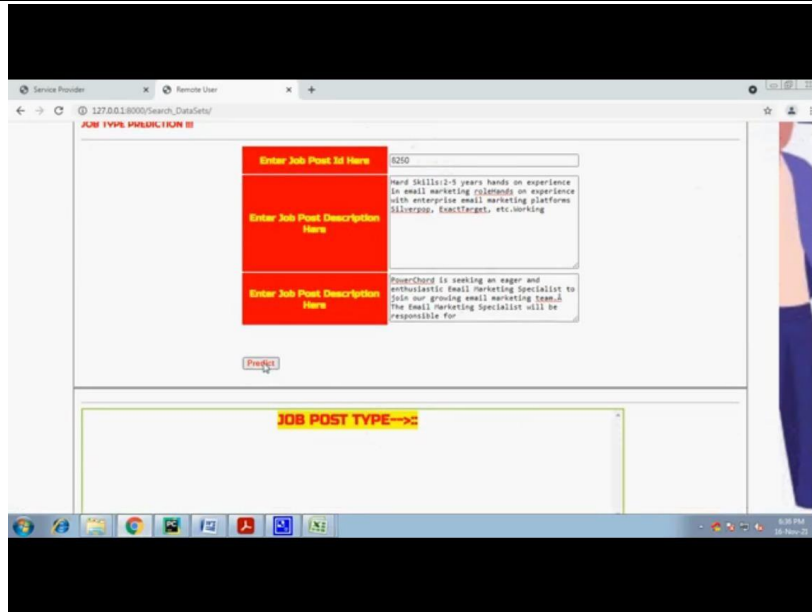 Service Provider
Remote User
127.0.0.1:8000/Search_DataSets/
JOB TYPE PREDICTION !!!
Enter Job Post Id Here
8260
Enter Job Post Description
Here
Hard Skills:2-5 years hands on experience
in email marketing roleHands on experience
with enterprise email marketing platforms
Silverpop, ExactTarget, etc.Working
Enter Job Post Description
Here
PowerChord is seeking an eager and
enthusiastic Email Marketing Specialist to
join our growing email marketing team.Â
The Email Marketing Specialist will be
responsible for
Predict
JOB POST TYPE-->::
6:36 PM
16-Nov-21